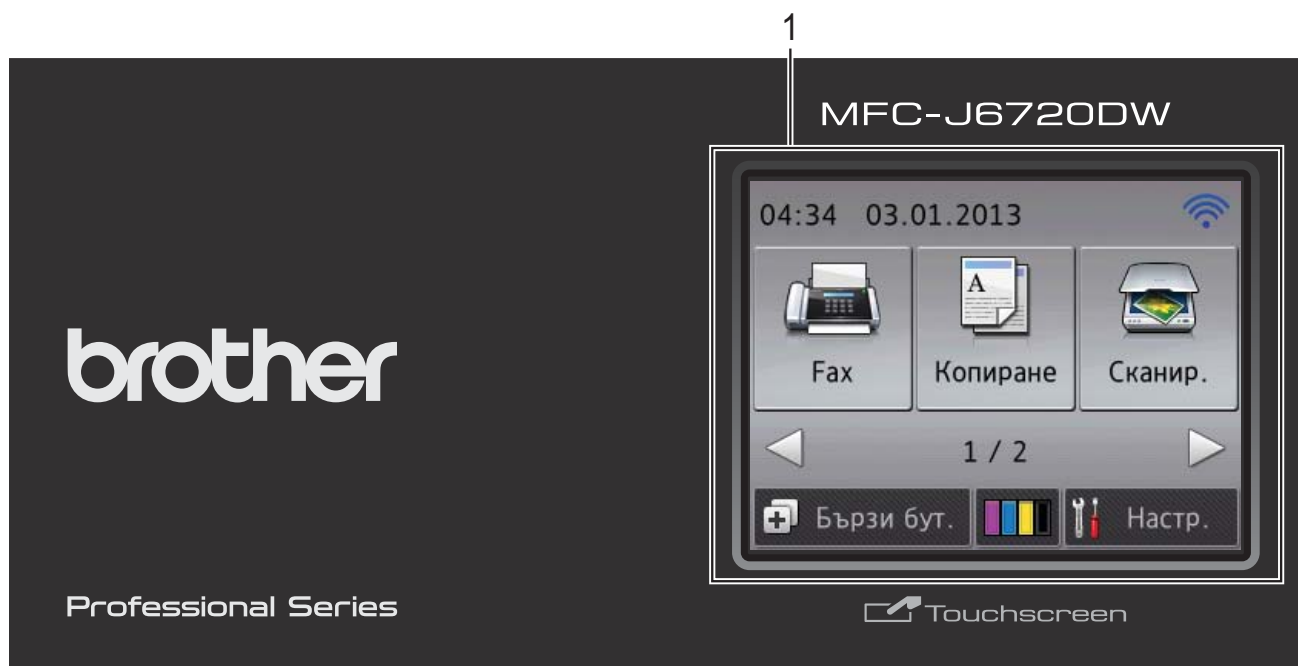 1
MFC-J6720DW
04:34 03.01.2013
A
Fax Копиране Сканир.
1 / 2
Бързи бут. Настр.
brother
Professional Series
Touchscreen